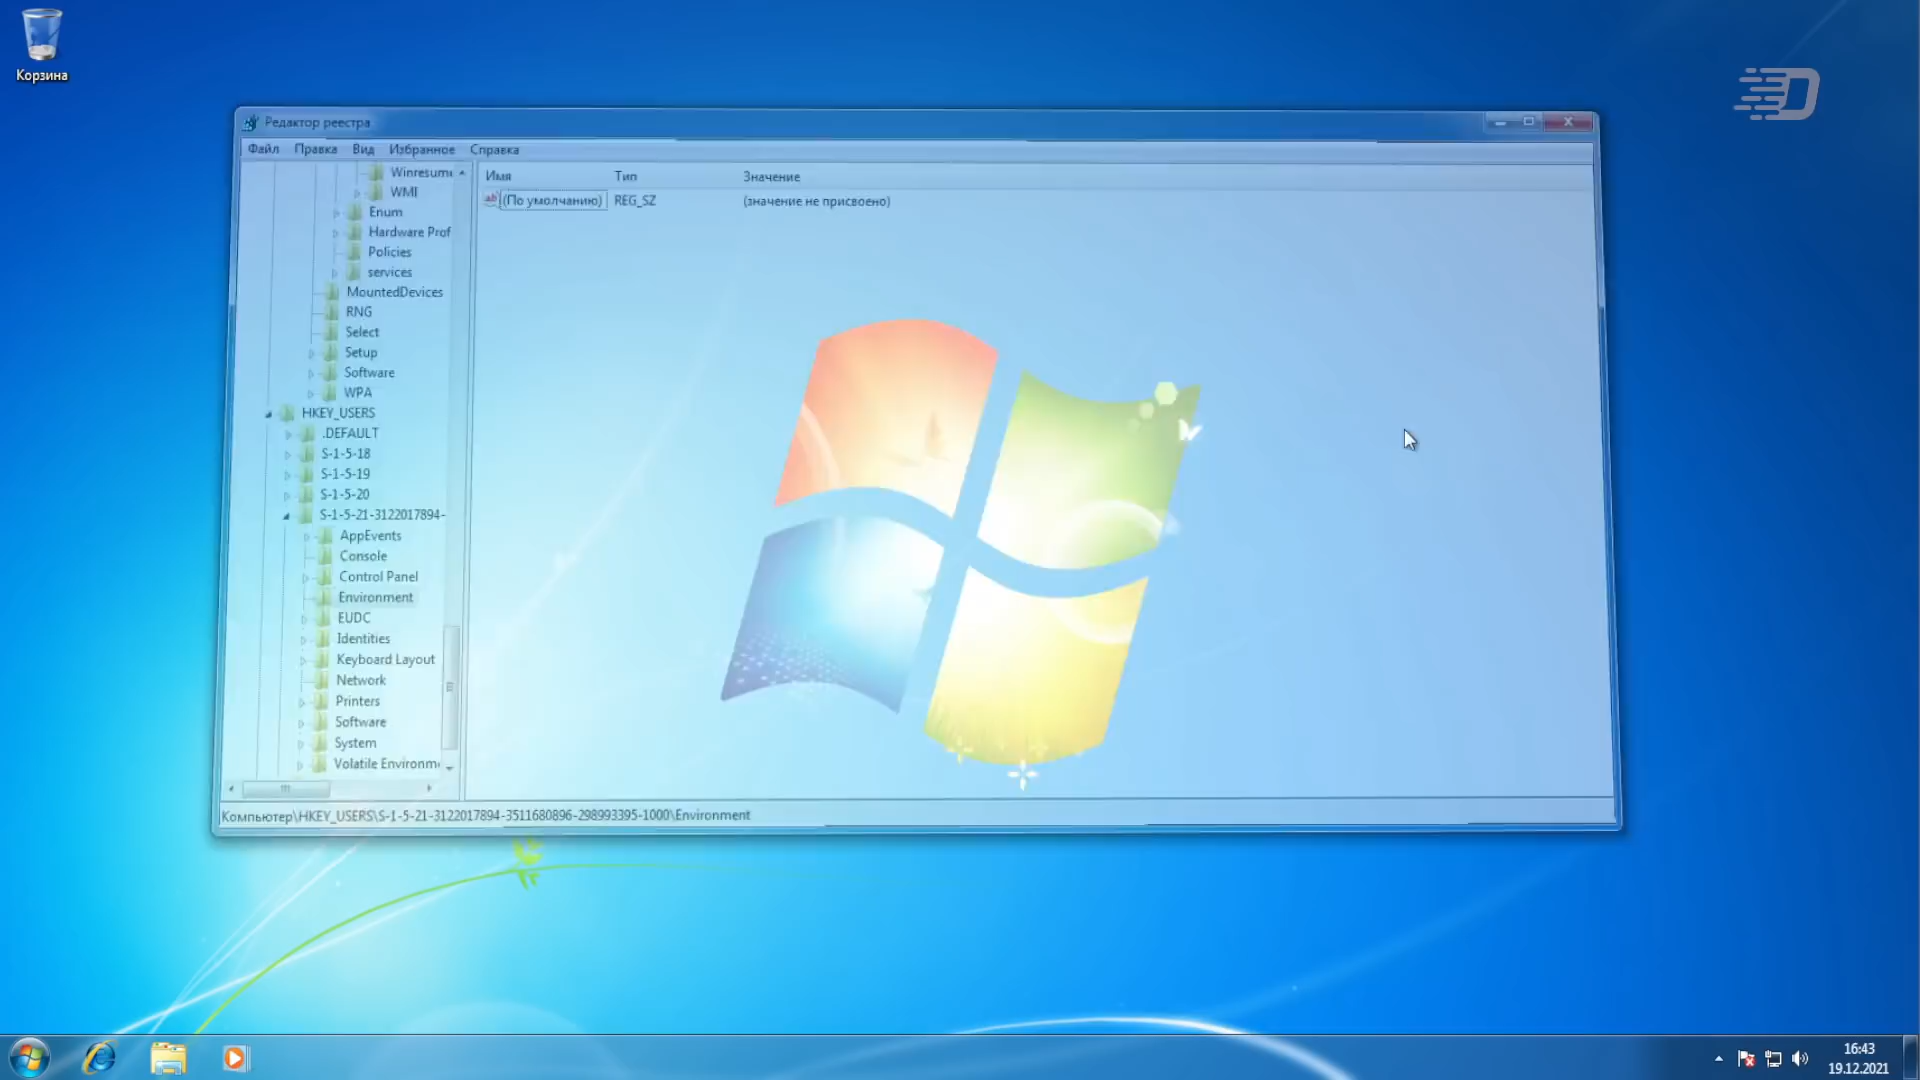 Корзина
Редактор реестра
Файл Правка Вид Избранное Справка
Имя Тип Значение
(По умолчанию) REG_SZ (значение не присвоено)
Winresum
WMI
Enum
Hardware Prof
Policies
services
MountedDevices
RNG
Select
Setup
Software
WPA
HKEY_USERS
.DEFAULT
S-1-5-18
S-1-5-19
S-1-5-20
S-1-5-21-3122017894-
AppEvents
Console
Control Panel
Environment
EUDC
Identities
Keyboard Layout
Network
Printers
Software
System
Volatile Environm
Компьютер\HKEY_USERS\S-1-5-21-3122017894-3511680896-298993395-1000\Environment
16:43
19.12.2021